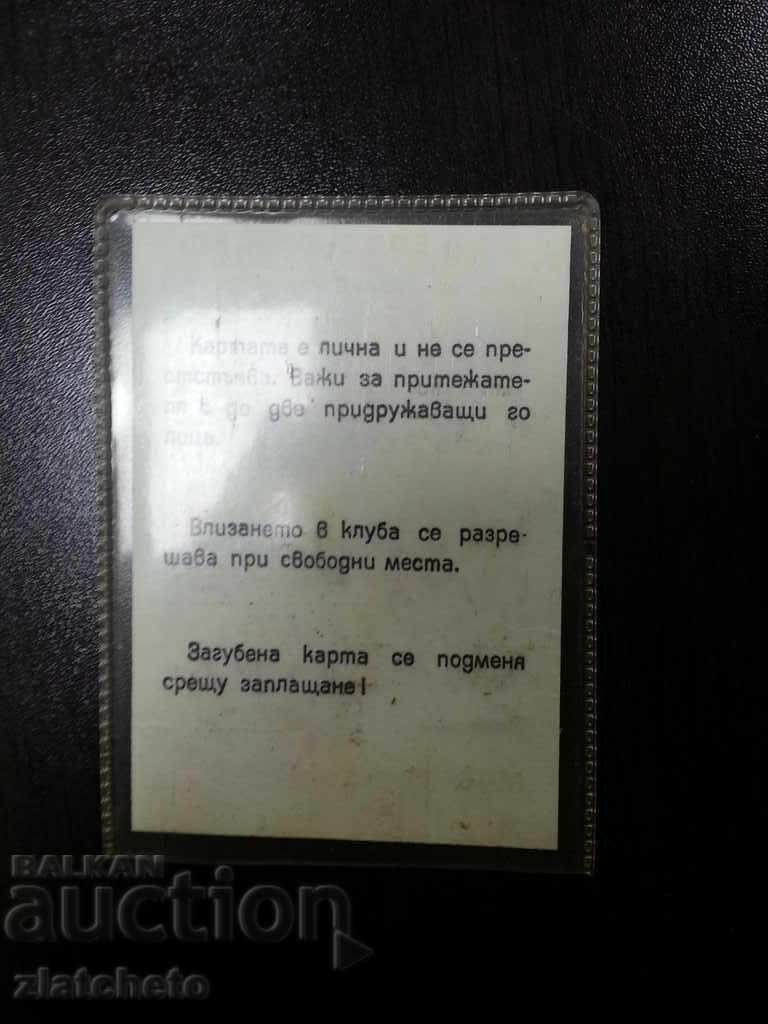 Картата е лична и не се пре-
отстъпва. Важи за притежате-
ля с до две придружаващи го
лица.
Влизането в клуба се разре-
шава при свободни места.
Загубена карта се подменя
срещу заплащане!
BALKAN
auction
zlatcheto